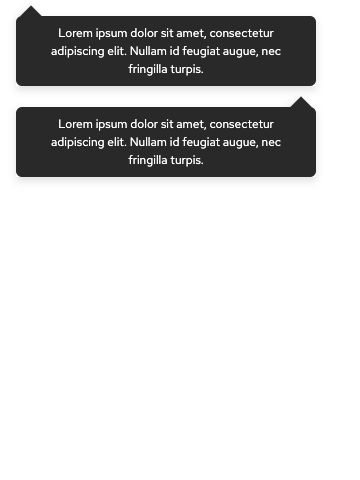 Lorem ipsum dolor sit amet, consectetur
adipiscing elit. Nullam id feugiat augue, nec
fringilla turpis.
Lorem ipsum dolor sit amet, consectetur
adipiscing elit. Nullam id feugiat augue, nec
fringilla turpis.